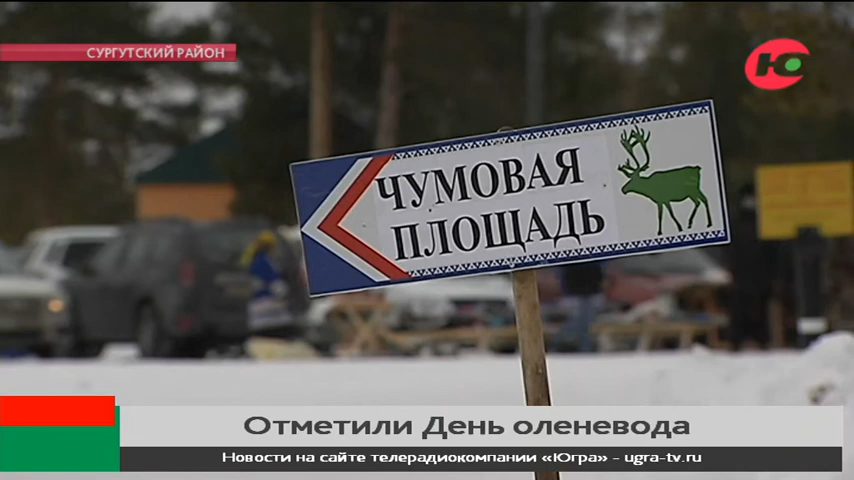 СУРГУТСКИЙ РАЙОН
Ю
ЧУМОВАЯ
ПЛОЩАДЬ
Отметили День оленевода
Новости на сайте телерадиокомпании «Югра» - ugra-tv.ru